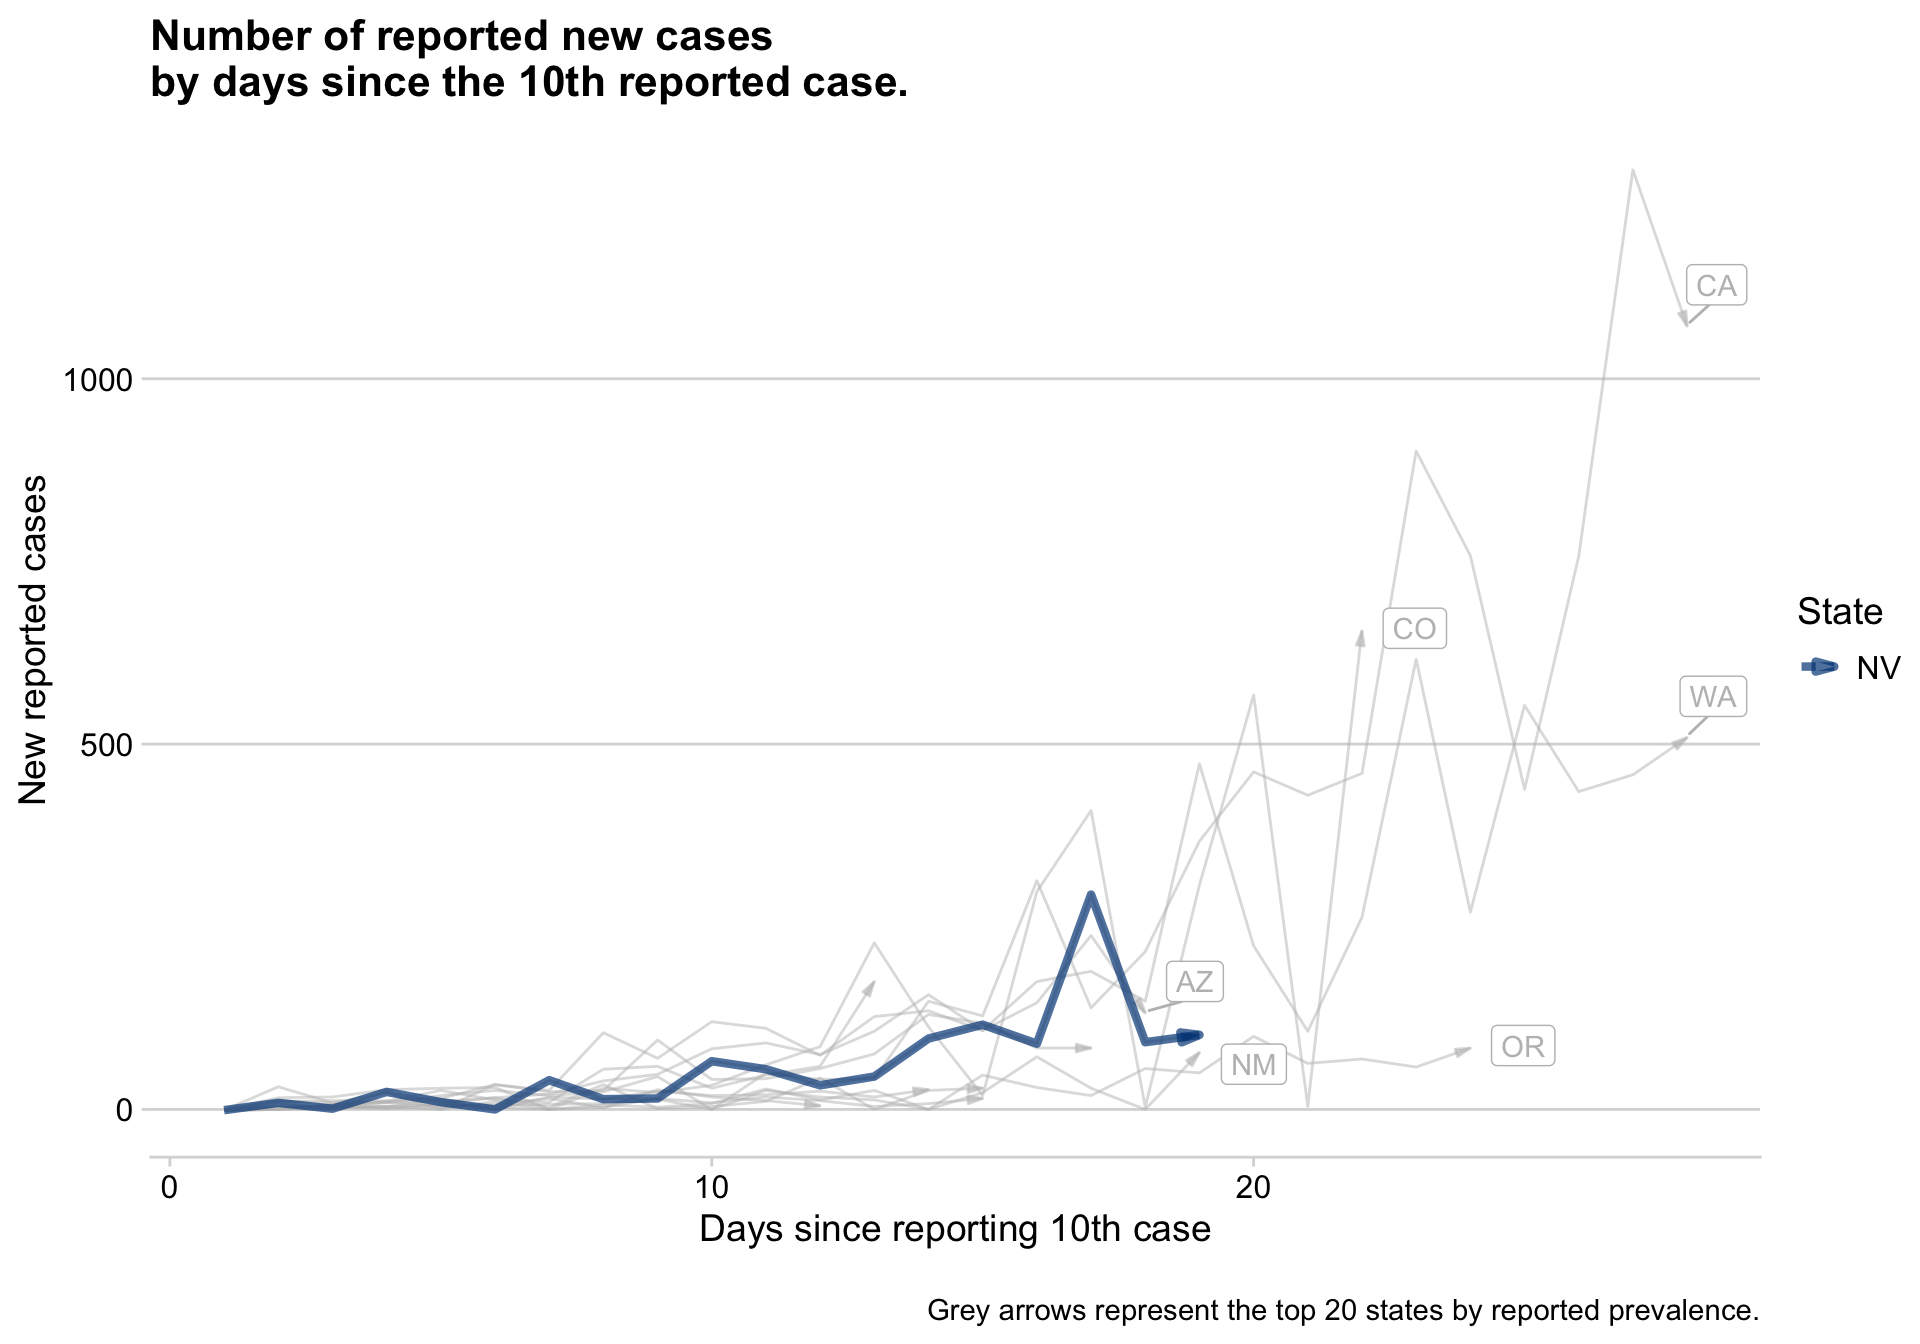 Number of reported new cases
by days since the 10th reported case.
New reported cases
1000
500
0
CA
CO
WA
AZ
OR
NM
State
NV
0
10
20
Days since reporting 10th case
Grey arrows represent the top 20 states by reported prevalence.